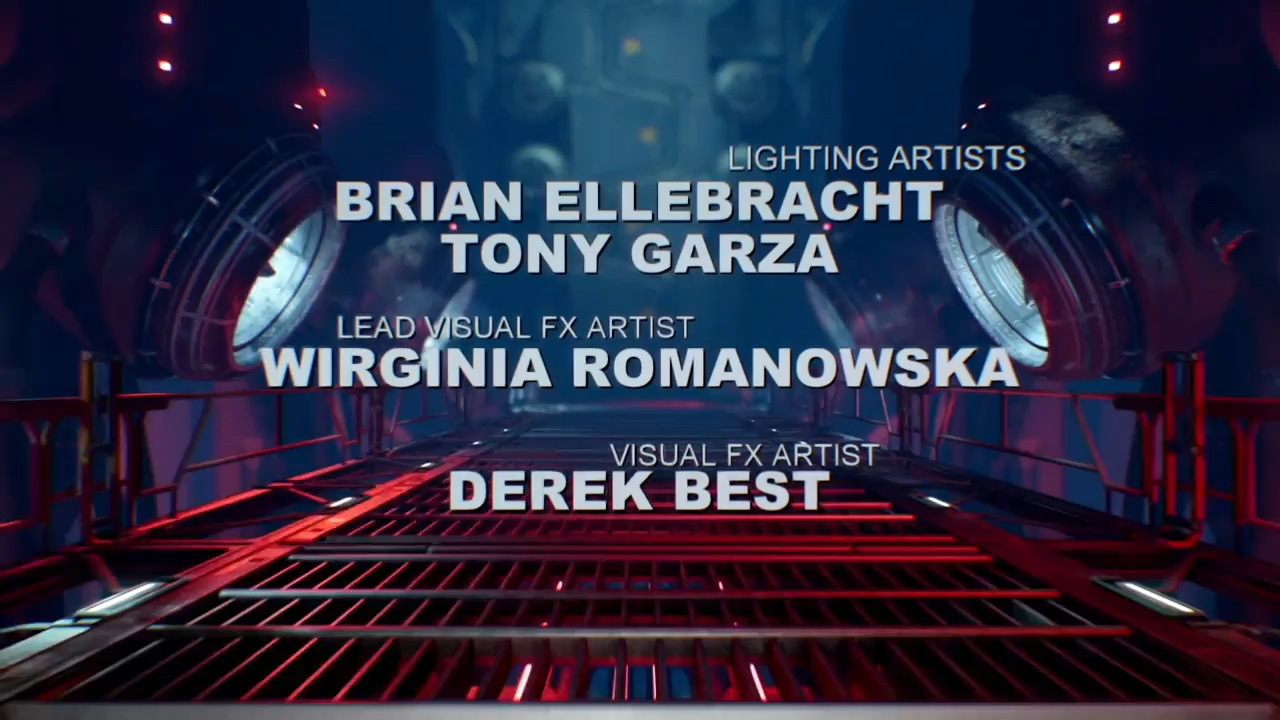 LIGHTING ARTISTS
BRIAN ELLEBRACHT
TONY GARZA
LEAD VISUAL FX ARTIST
WIRGINIA ROMANOWSKA
VISUAL FX ARTIST
DEREK BEST